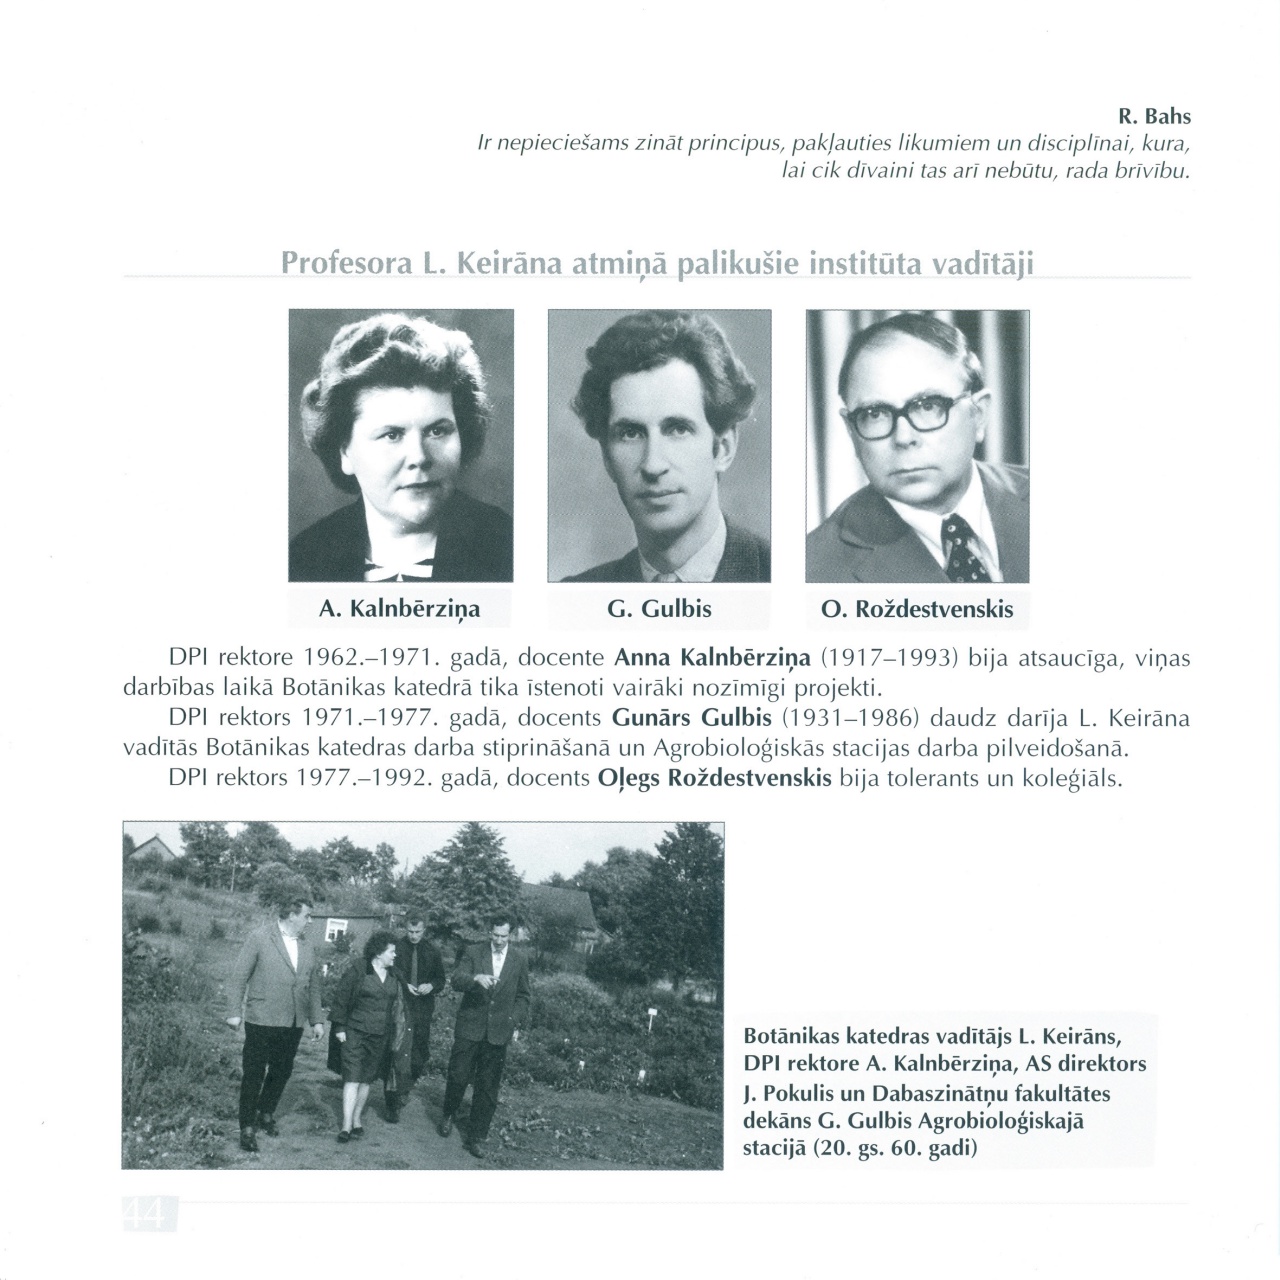 R. Bahs
Ir nepieciešams zināt principus, pakļauties likumiem un disciplīnai, kura,
lai cik dīvaini tas arī nebūtu, rada brīvību.
Profesora L. Keirāna atmiņā palikušie institūta vadītāji
A. Kalnbērziņa
G. Gulbis
O. Roždestvenskis
DPI rektore 1962.–1971. gadā, docente Anna Kalnbērziņa (1917–1993) bija atsaucīga, viņas
darbības laikā Botānikas katedrā tika īstenoti vairāki nozīmīgi projekti.
DPI rektors 1971.–1977. gadā, docents Gunārs Gulbis (1931–1986) daudz darīja L. Keirāna
vadītās Botānikas katedras darba stiprināšanā un Agrobioloģiskās stacijas darba pilveidošanā.
DPI rektors 1977.–1992. gadā, docents Oļegs Roždestvenskis bija tolerants un koleģiāls.
Botānikas katedras vadītājs L. Keirāns,
DPI rektore A. Kalnbērziņa, AS direktors
J. Pokulis un Dabaszinātņu fakultātes
dekāns G. Gulbis Agrobioloģiskajā
stacijā (20. gs. 60. gadi)
44